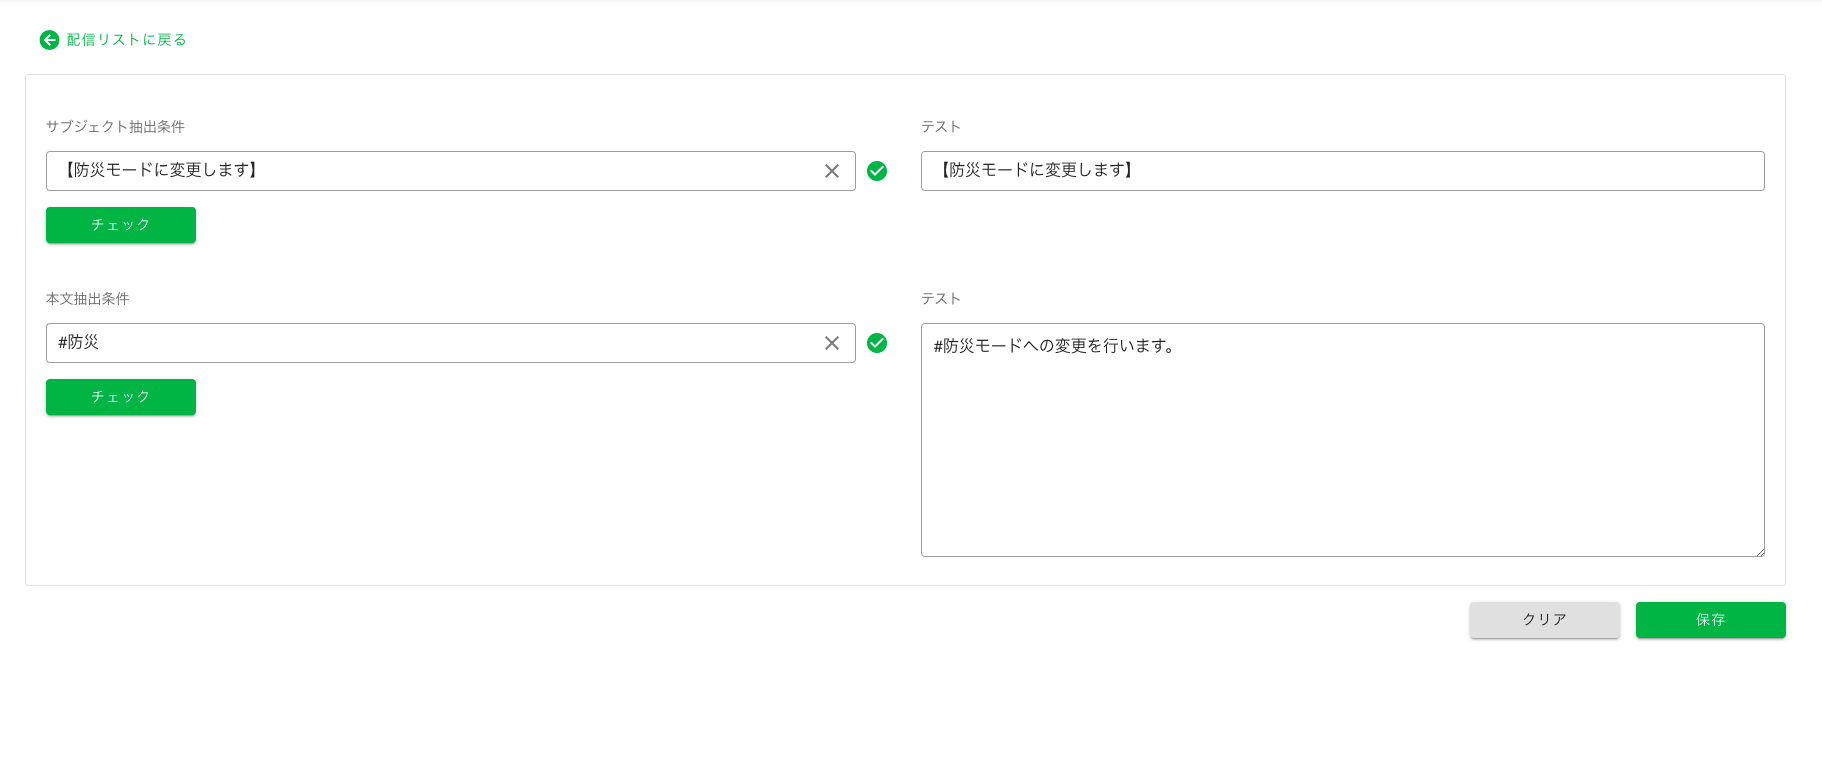 配信リストに戻る
サブジェクト抽出条件
テスト
【防災モードに変更します】
【防災モードに変更します】
チェック
本文抽出条件
テスト
#防災
#防災モードへの変更を行います。
チェック
クリア
保存